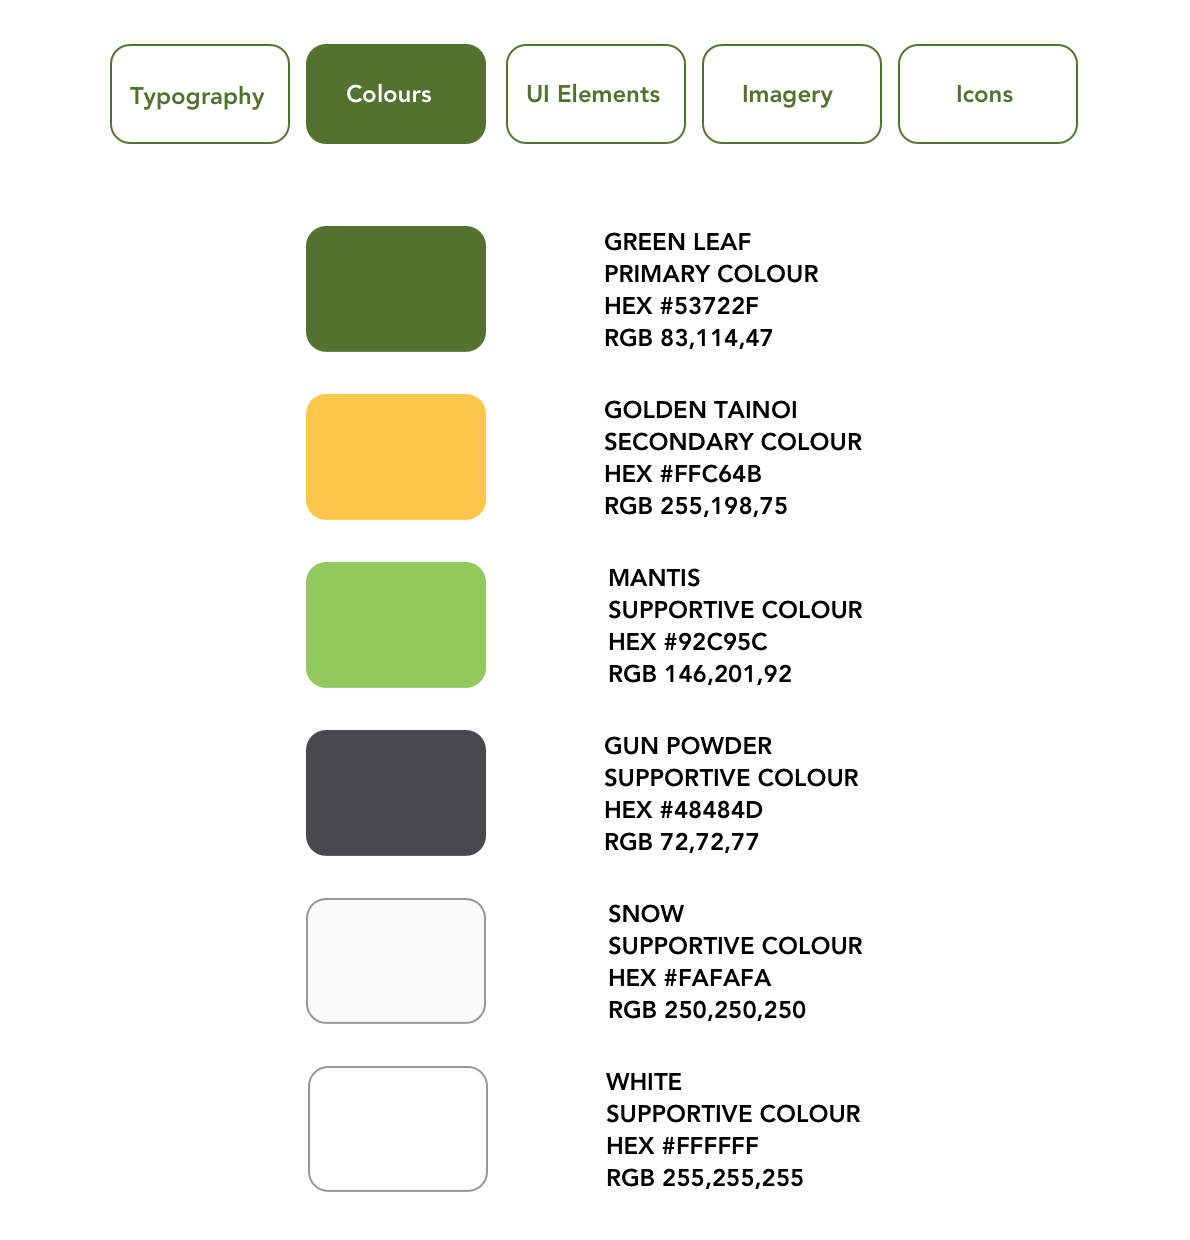 Typography
Colours
UI Elements
Imagery
Icons
GREEN LEAF
PRIMARY COLOUR
HEX #53722F
RGB 83,114,47
GOLDEN TAINOI
SECONDARY COLOUR
HEX #FFC64B
RGB 255,198,75
MANTIS
SUPPORTIVE COLOUR
HEX #92C95C
RGB 146,201,92
GUN POWDER
SUPPORTIVE COLOUR
HEX #48484D
RGB 72,72,77
SNOW
SUPPORTIVE COLOUR
HEX #FAFAFA
RGB 250,250,250
WHITE
SUPPORTIVE COLOUR
HEX #FFFFFF
RGB 255,255,255